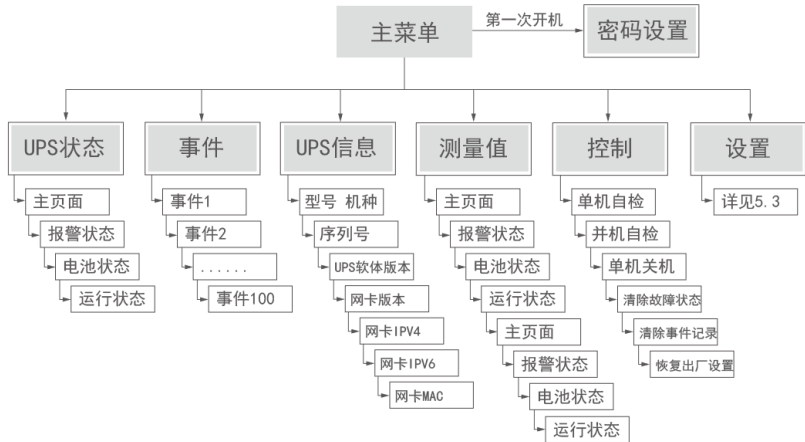 主菜单
第一次开机
密码设置
UPS状态
事件
UPS信息
测量值
控制
设置
主页面
报警状态
电池状态
运行状态
事件1
事件2
......
事件100
型号 机种
序列号
UPS软体版本
网卡版本
网卡IPV4
网卡IPV6
网卡MAC
主页面
报警状态
电池状态
运行状态
主页面
报警状态
电池状态
运行状态
单机自检
并机自检
单机关机
清除故障状态
清除事件记录
恢复出厂设置
详见5.3